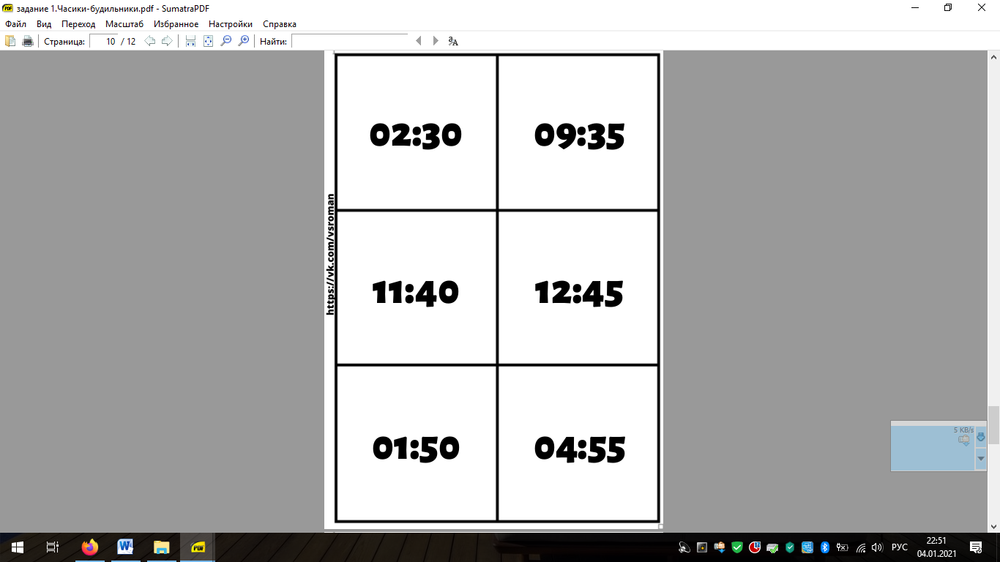 задание 1.Часики-будильники.pdf - SumatraPDF
Файл Вид Переход Масштаб Избранное Настройки Справка
Страница: 10 / 12 Найти:
02:30 09:35
https://vk.com/vsroman
11:40 12:45
01:50 04:55
5 KB/s
PDF
РУС
22:51
04.01.2021